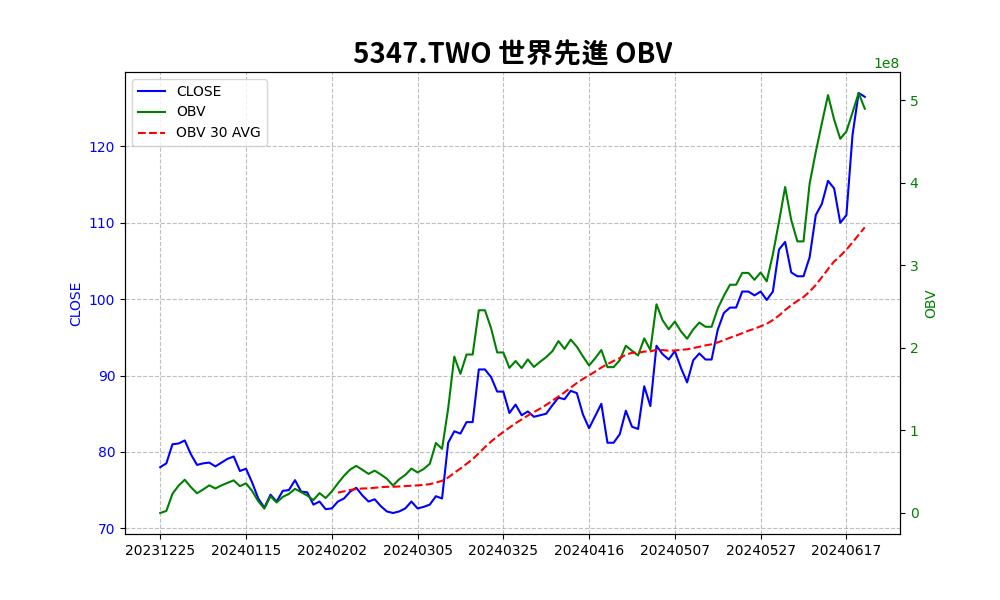 5347.TWO 世界先進 OBV
1e8
CLOSE
OBV
OBV 30 AVG
CLOSE
120
110
100
90
80
70
5
4
3
2
1
0
OBV
20231225 20240115 20240202 20240305 20240325 20240416 20240507 20240527 20240617